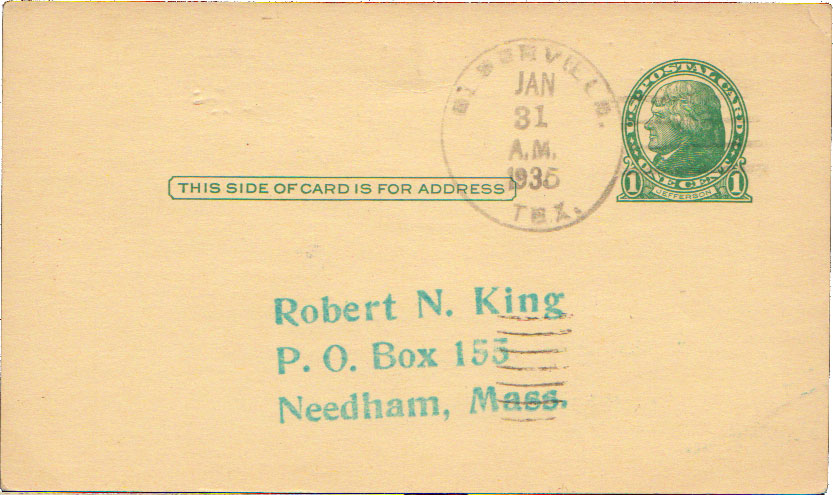 JAN
31
A.M.
1935
TEX.
U.S. POSTAL CARD
ONE CENT
1 JEFFERSON 1
THIS SIDE OF CARD IS FOR ADDRESS
Robert N. King
P. O. Box 155
Needham, Mass.